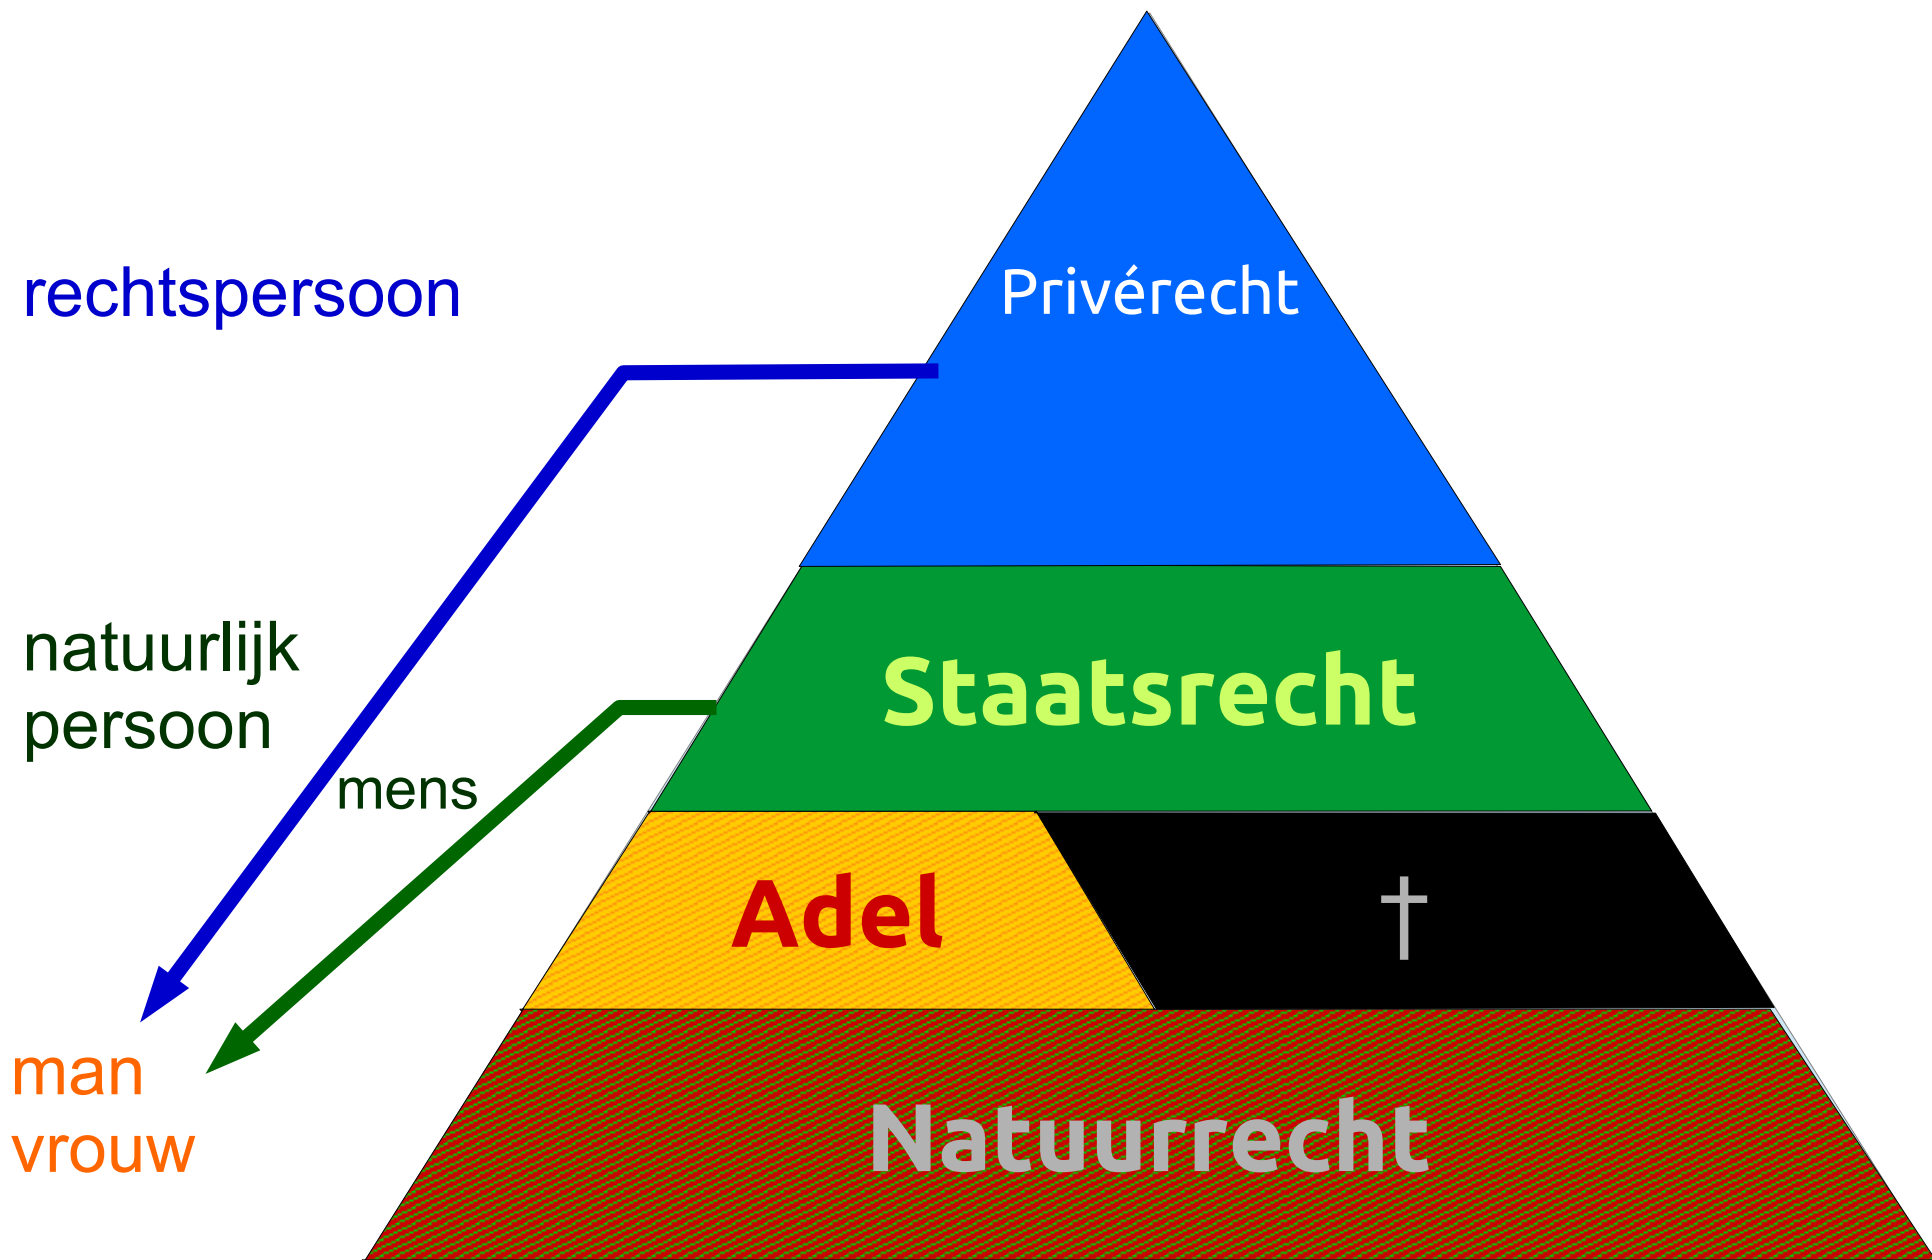 rechtspersoon
Privérecht
natuurlijk
persoon
mens
Staatsrecht
Adel
†
man
vrouw
Natuurrecht